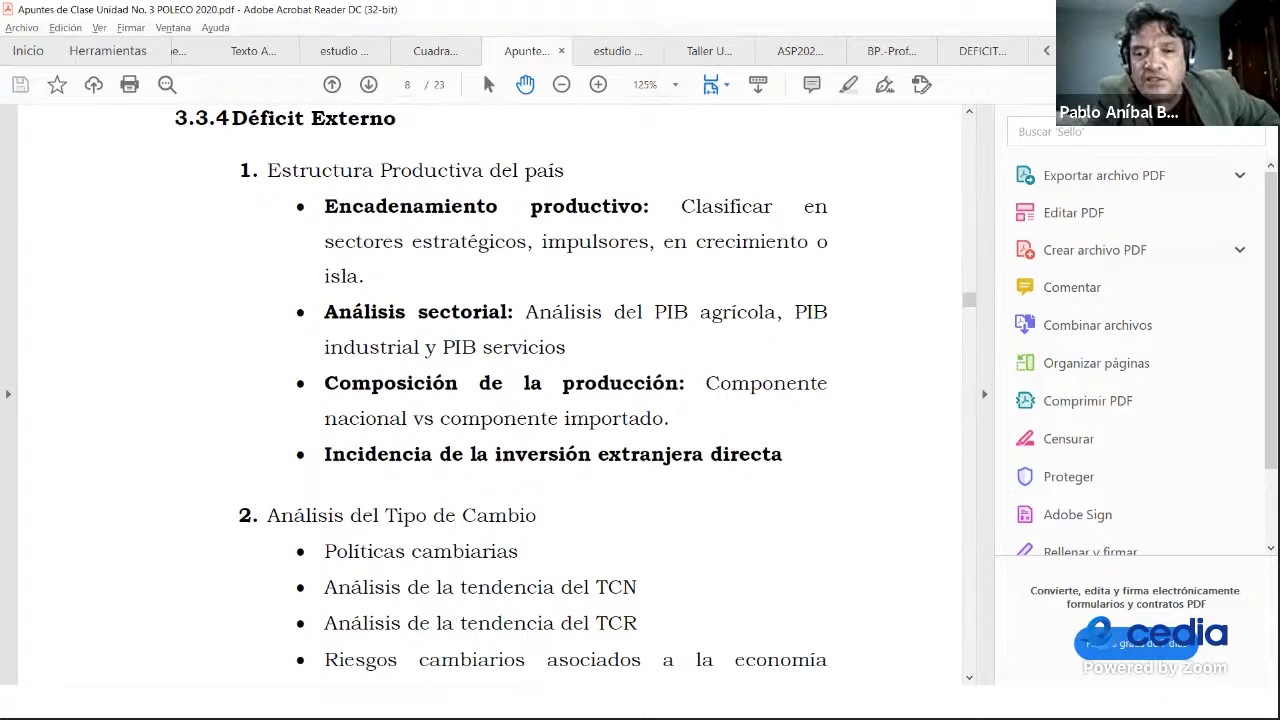 Apuntes de Clase Unidad No. 3 POLECO 2020.pdf - Adobe Acrobat Reader DC (32-bit)
Archivo Edición Ver Firmar Ventana Ayuda
Inicio Herramientas e... Texto A... estudio ... Cuadra... Apunte... × estudio ... Taller U... ASP202... BP.-Prof... DEFICIT...
8 / 23 125%
Pablo Aníbal B...
Buscar 'Sello'
3.3.4 Déficit Externo
1. Estructura Productiva del país
• Encadenamiento productivo: Clasificar en
sectores estratégicos, impulsores, en crecimiento o
isla.
• Análisis sectorial: Análisis del PIB agrícola, PIB
industrial y PIB servicios
• Composición de la producción: Componente
nacional vs componente importado.
• Incidencia de la inversión extranjera directa
2. Análisis del Tipo de Cambio
• Políticas cambiarias
• Análisis de la tendencia del TCN
• Análisis de la tendencia del TCR
• Riesgos cambiarios asociados a la economía
Exportar archivo PDF
Editar PDF
Crear archivo PDF
Comentar
Combinar archivos
Organizar páginas
Comprimir PDF
Censurar
Proteger
Adobe Sign
Rellenar y firmar
Convierte, edita y firma electrónicamente
formularios y contratos PDF
cedia
Powered by Zoom